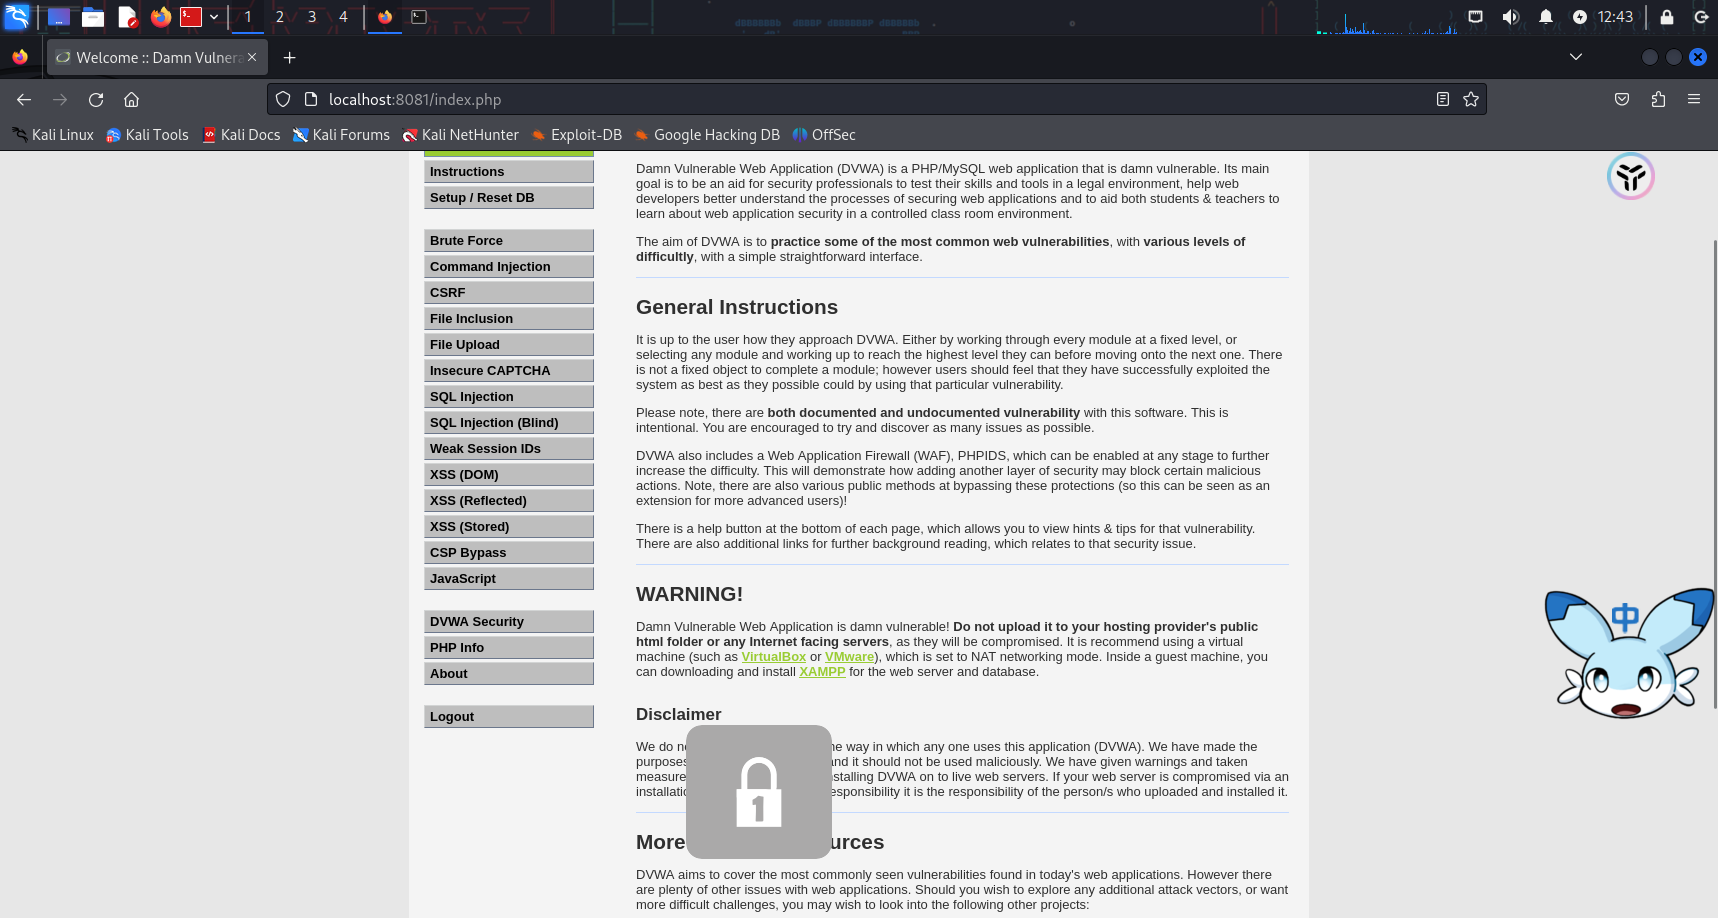 1 2 3 4
12:43
Welcome :: Damn Vulnera
localhost:8081/index.php
Kali Linux Kali Tools Kali Docs Kali Forums Kali NetHunter Exploit-DB Google Hacking DB OffSec
Instructions
Setup / Reset DB
Brute Force
Command Injection
CSRF
File Inclusion
File Upload
Insecure CAPTCHA
SQL Injection
SQL Injection (Blind)
Weak Session IDs
XSS (DOM)
XSS (Reflected)
XSS (Stored)
CSP Bypass
JavaScript
DVWA Security
PHP Info
About
Logout
Damn Vulnerable Web Application (DVWA) is a PHP/MySQL web application that is damn vulnerable. Its main
goal is to be an aid for security professionals to test their skills and tools in a legal environment, help web
developers better understand the processes of securing web applications and to aid both students & teachers to
learn about web application security in a controlled class room environment.
The aim of DVWA is to practice some of the most common web vulnerabilities, with various levels of
difficultly, with a simple straightforward interface.
General Instructions
It is up to the user how they approach DVWA. Either by working through every module at a fixed level, or
selecting any module and working up to reach the highest level they can before moving onto the next one. There
is not a fixed object to complete a module; however users should feel that they have successfully exploited the
system as best as they possible could by using that particular vulnerability.
Please note, there are both documented and undocumented vulnerability with this software. This is
intentional. You are encouraged to try and discover as many issues as possible.
DVWA also includes a Web Application Firewall (WAF), PHPIDS, which can be enabled at any stage to further
increase the difficulty. This will demonstrate how adding another layer of security may block certain malicious
actions. Note, there are also various public methods at bypassing these protections (so this can be seen as an
extension for more advanced users)!
There is a help button at the bottom of each page, which allows you to view hints & tips for that vulnerability.
There are also additional links for further background reading, which relates to that security issue.
WARNING!
Damn Vulnerable Web Application is damn vulnerable! Do not upload it to your hosting provider's public
html folder or any Internet facing servers, as they will be compromised. It is recommend using a virtual
machine (such as VirtualBox or VMware), which is set to NAT networking mode. Inside a guest machine, you
can downloading and install XAMPP for the web server and database.
Disclaimer
We do way in which any one uses this application (DVWA). We have made the
purposes and it should not be used maliciously. We have given warnings and taken
measure DVWA on to live web servers. If your web server is compromised via an
it is the responsibility of the person/s who uploaded and installed it.
1
More
DVWA aims to cover the most commonly seen vulnerabilities found in today's web applications. However there
are plenty of other issues with web applications. Should you wish to explore any additional attack vectors, or want
more difficult challenges, you may wish to look into the following other projects:
中